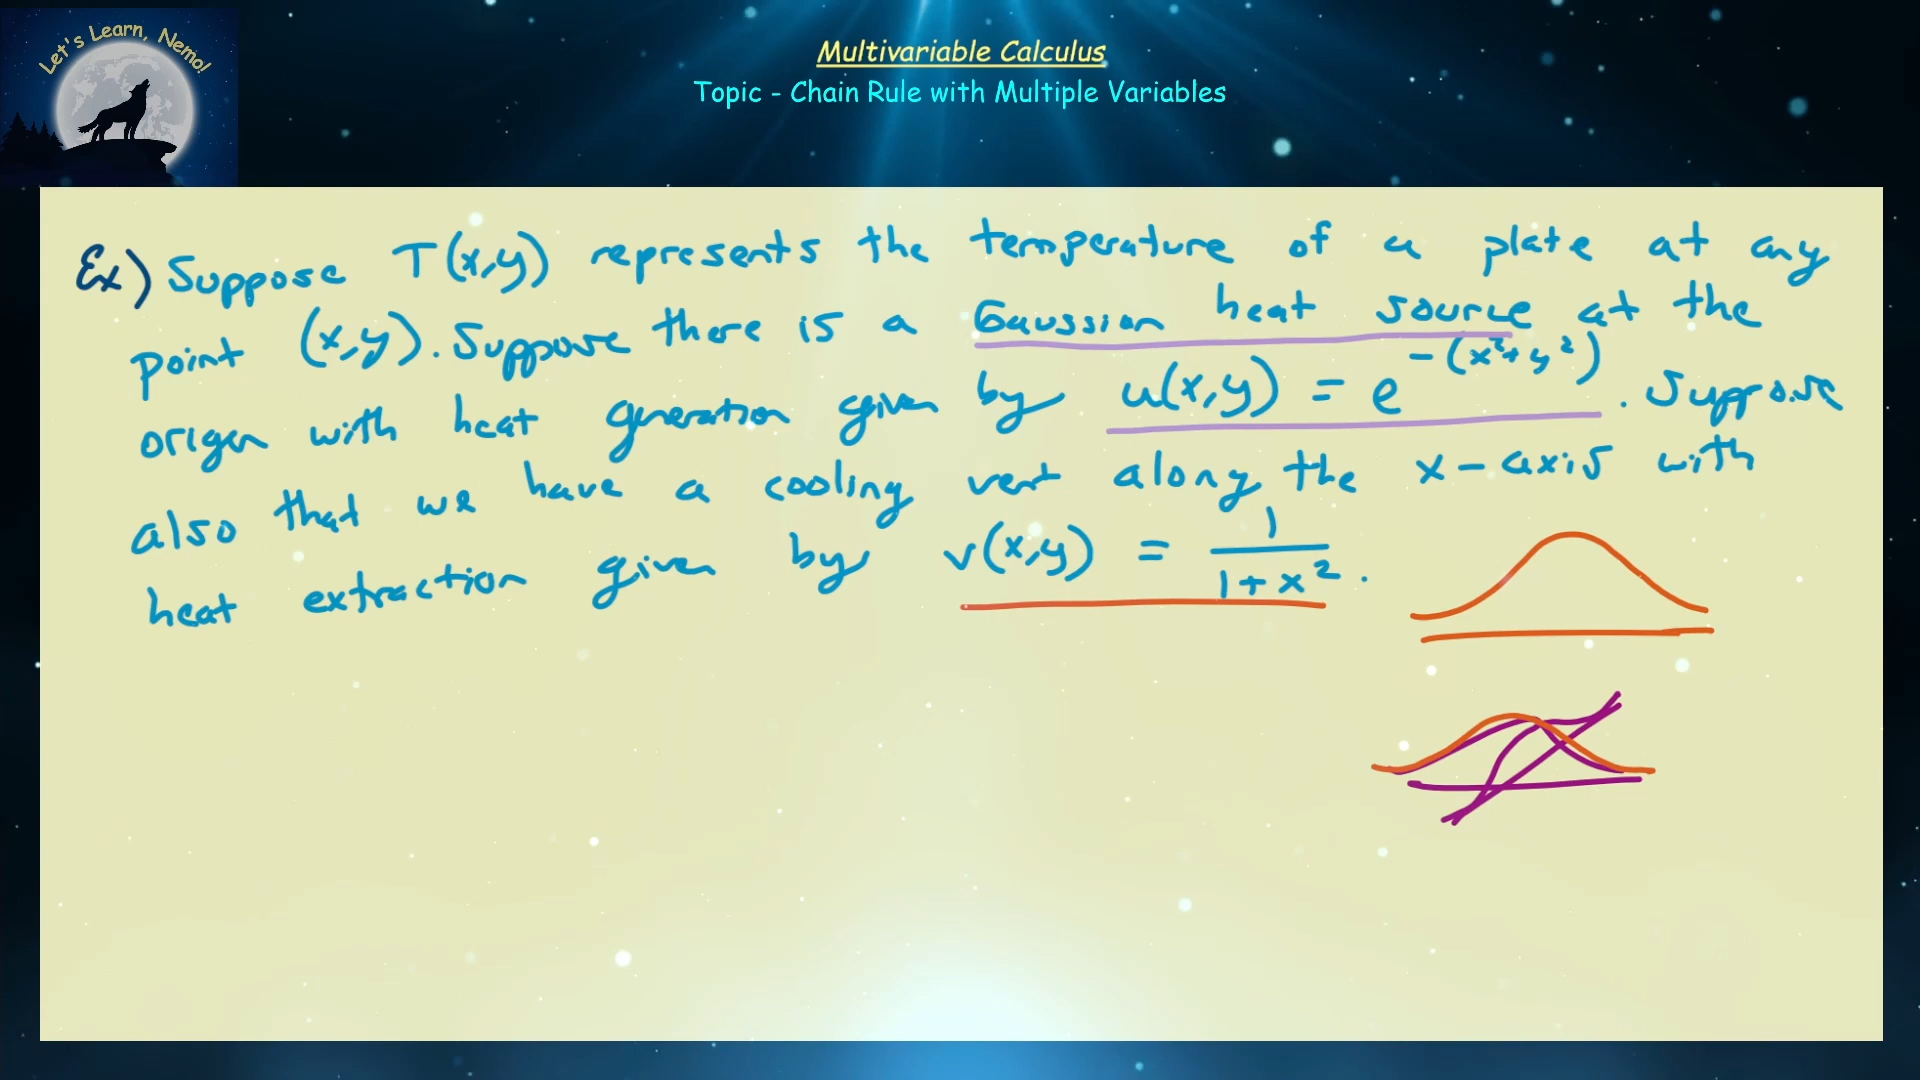 Let's Learn, Nemo!
Multivariable Calculus
Topic - Chain Rule with Multiple Variables
Ex) Suppose T(x,y) represents the temperature of a plate at any
point (x,y). Suppose there is a Gaussian heat source at the
origin with heat generation given by u(x,y) = e^{-(x²+y²)}. Suppose
also that we have a cooling vent along the x-axis with
heat extraction given by v(x,y) = 1/(1+x²).